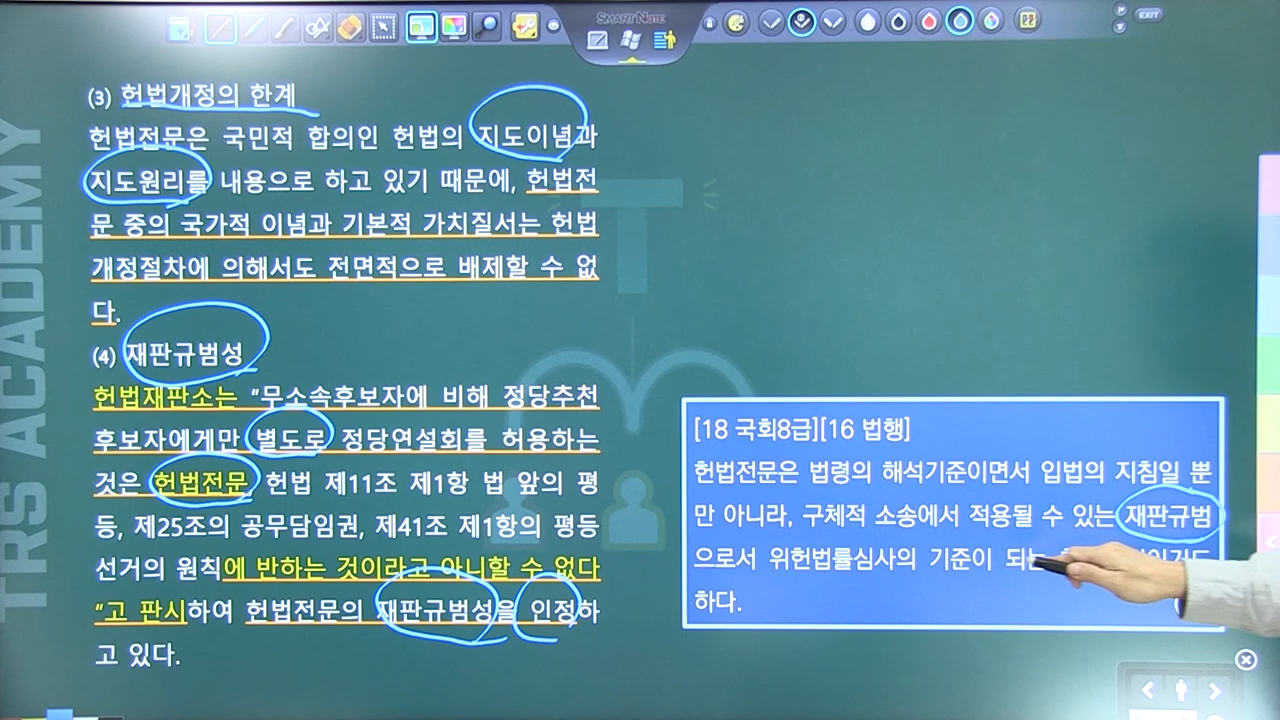 SMART NOTE
EXIT
(3) 헌법개정의 한계
헌법전문은 국민적 합의인 헌법의 지도이념과
지도원리를 내용으로 하고 있기 때문에, 헌법전
문 중의 국가적 이념과 기본적 가치질서는 헌법
개정절차에 의해서도 전면적으로 배제할 수 없
다.
(4) 재판규범성
헌법재판소는 “무소속후보자에 비해 정당추천
후보자에게만 별도로 정당연설회를 허용하는
것은 헌법전문, 헌법 제11조 제1항 법 앞의 평
등, 제25조의 공무담임권, 제41조 제1항의 평등
선거의 원칙에 반하는 것이라고 아니할 수 없다
”고 판시하여 헌법전문의 재판규범성을 인정하
고 있다.
[18 국회8급][16 법행]
헌법전문은 법령의 해석기준이면서 입법의 지침일 뿐
만 아니라, 구체적 소송에서 적용될 수 있는 재판규범
으로서 위헌법률심사의 기준이 되는
하다.
TRS ACADEMY